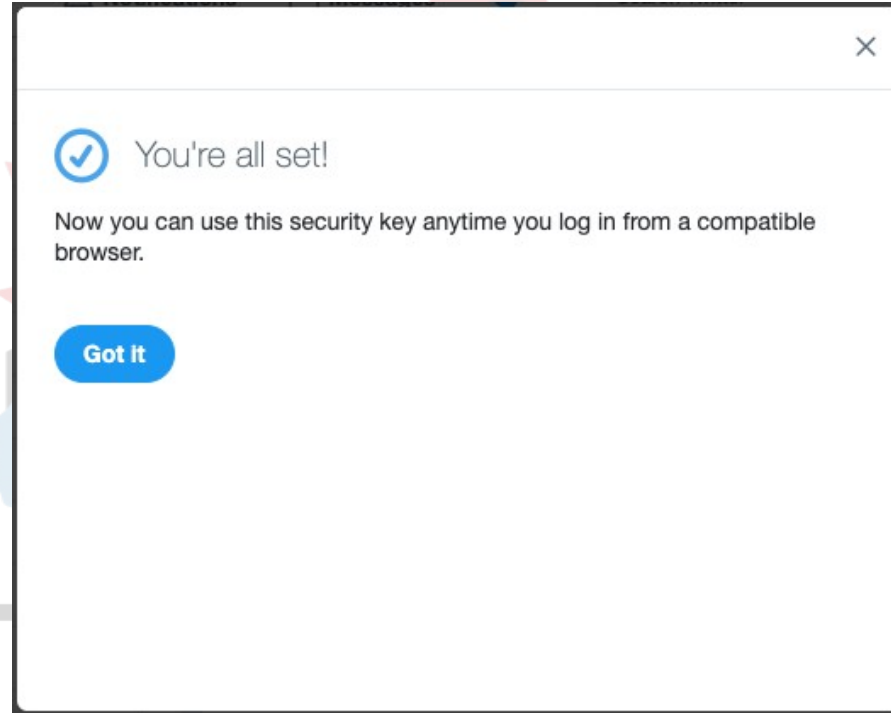 You're all set!
Now you can use this security key anytime you log in from a compatible
browser.
Got it